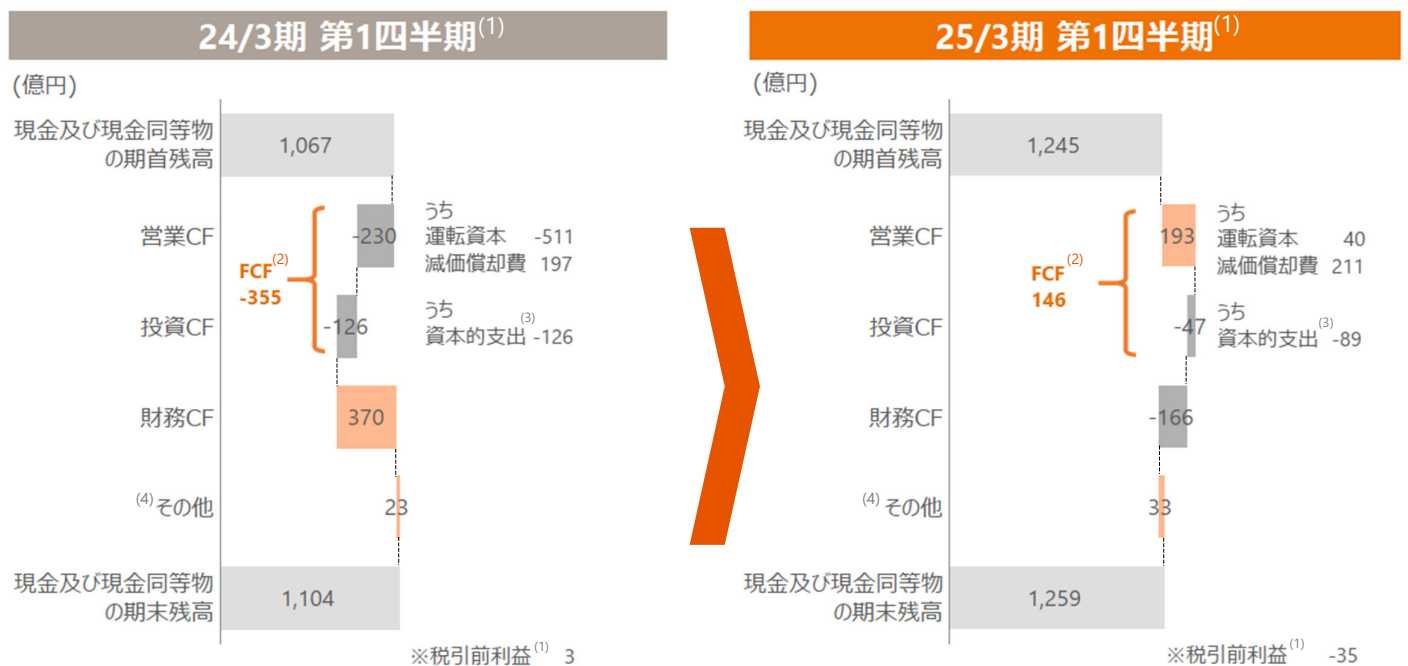 24/3期 第1四半期(1)
(億円)
現金及び現金同等物
の期首残高
1,067
営業CF
-230
うち
運転資本 -511
減価償却費 197
FCF(2)
-355
投資CF
-126
うち
資本的支出(3) -126
財務CF
370
(4)その他
23
現金及び現金同等物
の期末残高
1,104
※税引前利益(1) 3
25/3期 第1四半期(1)
(億円)
現金及び現金同等物
の期首残高
1,245
営業CF
193
うち
運転資本 40
減価償却費 211
FCF(2)
146
投資CF
-47
うち
資本的支出(3) -89
財務CF
-166
(4)その他
33
現金及び現金同等物
の期末残高
1,259
※税引前利益(1) -35